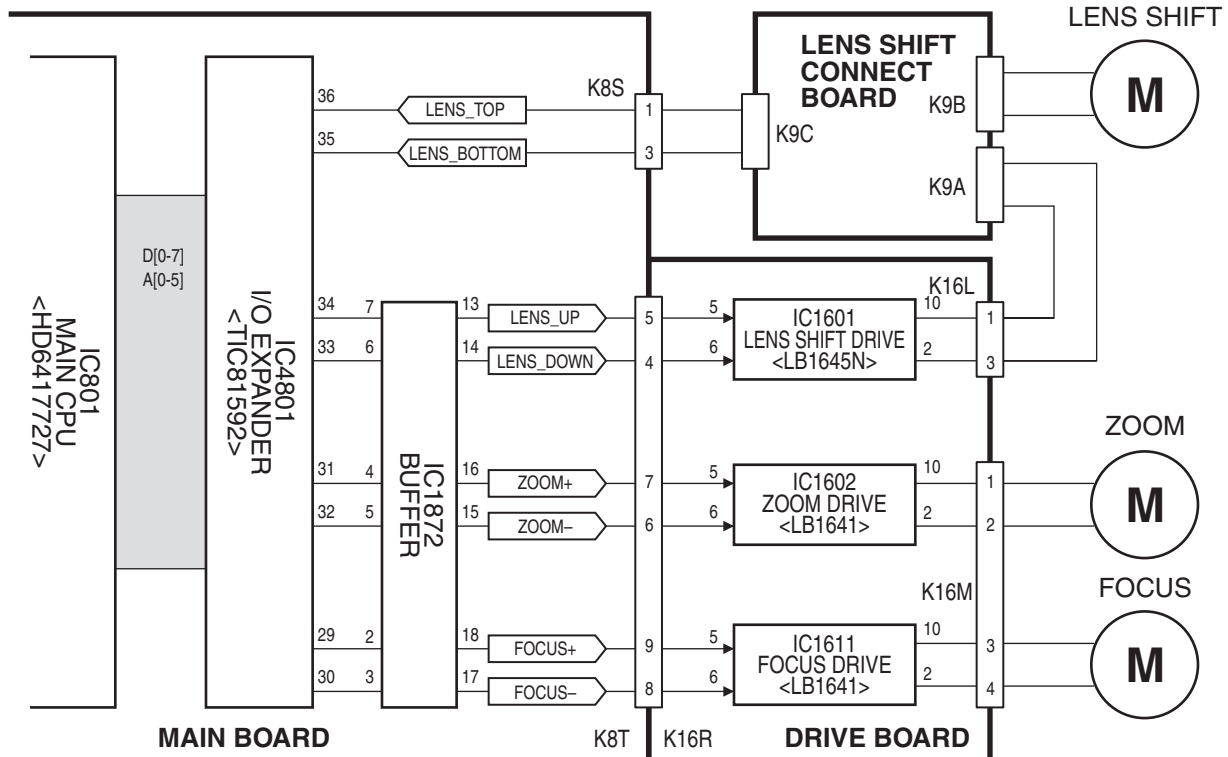 LENS SHIFT
M
LENS SHIFT
CONNECT
BOARD
K8S
K9C
K9B
K9A
36
LENS_TOP
1
35
LENS_BOTTOM
3
D[0-7]
A[0-5]
IC801
MAIN CPU
<HD6417727>
IC4801
I/O EXPANDER
<TIC81592>
IC1872
BUFFER
K16L
34
7
13
LENS_UP
5
5
IC1601
LENS SHIFT DRIVE
<LB1645N>
10
1
33
6
14
LENS_DOWN
4
6
2
3
ZOOM
M
31
4
16
ZOOM+
7
5
IC1602
ZOOM DRIVE
<LB1641>
10
1
32
5
15
ZOOM–
6
6
2
2
K16M
FOCUS
M
29
2
18
FOCUS+
9
5
IC1611
FOCUS DRIVE
<LB1641>
10
3
30
3
17
FOCUS–
8
6
2
4
MAIN BOARD
K8T
K16R
DRIVE BOARD